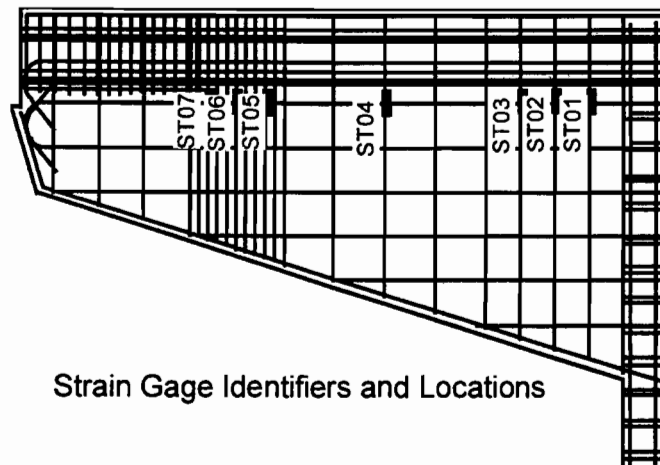 ST07
ST06
ST05
ST04
ST03
ST02
ST01
Strain Gage Identifiers and Locations